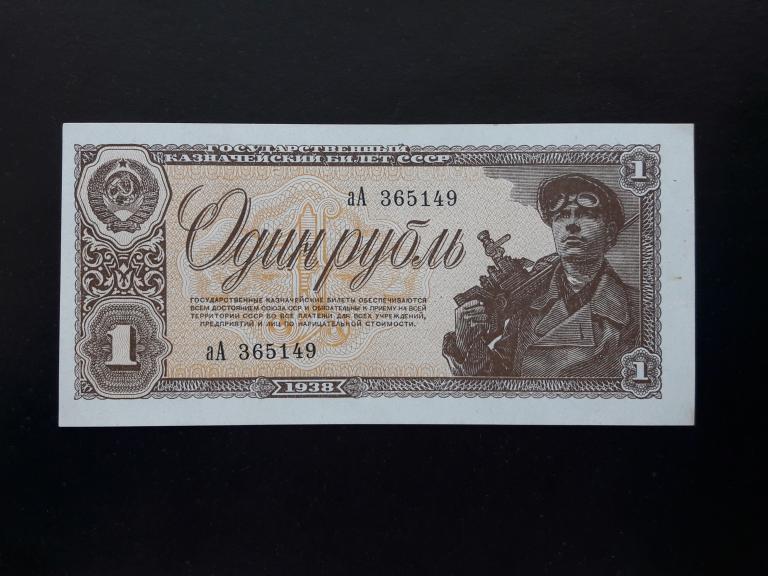 ГОСУДАРСТВЕННЫЙ
КАЗНАЧЕЙСКИЙ БИЛЕТ СССР
1
аА 365149
Один рубль
ГОСУДАРСТВЕННЫЕ КАЗНАЧЕЙСКИЕ БИЛЕТЫ ОБЕСПЕЧИВАЮТСЯ
ВСЕМ ДОСТОЯНИЕМ СОЮЗА ССР И ОБЯЗАТЕЛЬНЫ К ПРИЕМУ НА ВСЕЙ
ТЕРРИТОРИИ СССР ВО ВСЕ ПЛАТЕЖИ ДЛЯ ВСЕХ УЧРЕЖДЕНИЙ,
ПРЕДПРИЯТИЙ И ЛИЦ ПО НАРИЦАТЕЛЬНОЙ СТОИМОСТИ.
1
аА 365149
1
1938